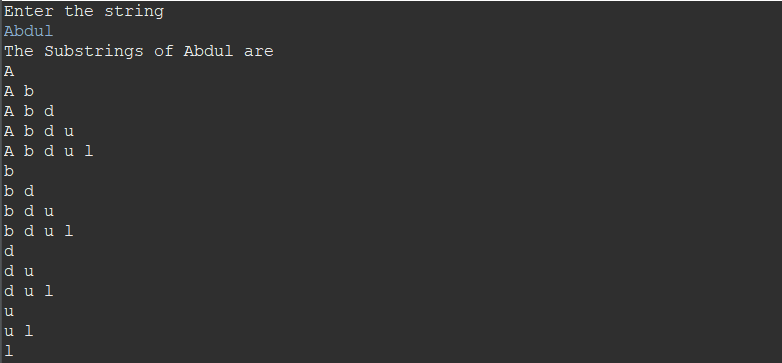 Enter the string
Abdul
The Substrings of Abdul are
A
A b
A b d
A b d u
A b d u l
b
b d
b d u
b d u l
d
d u
d u l
u
u l
l